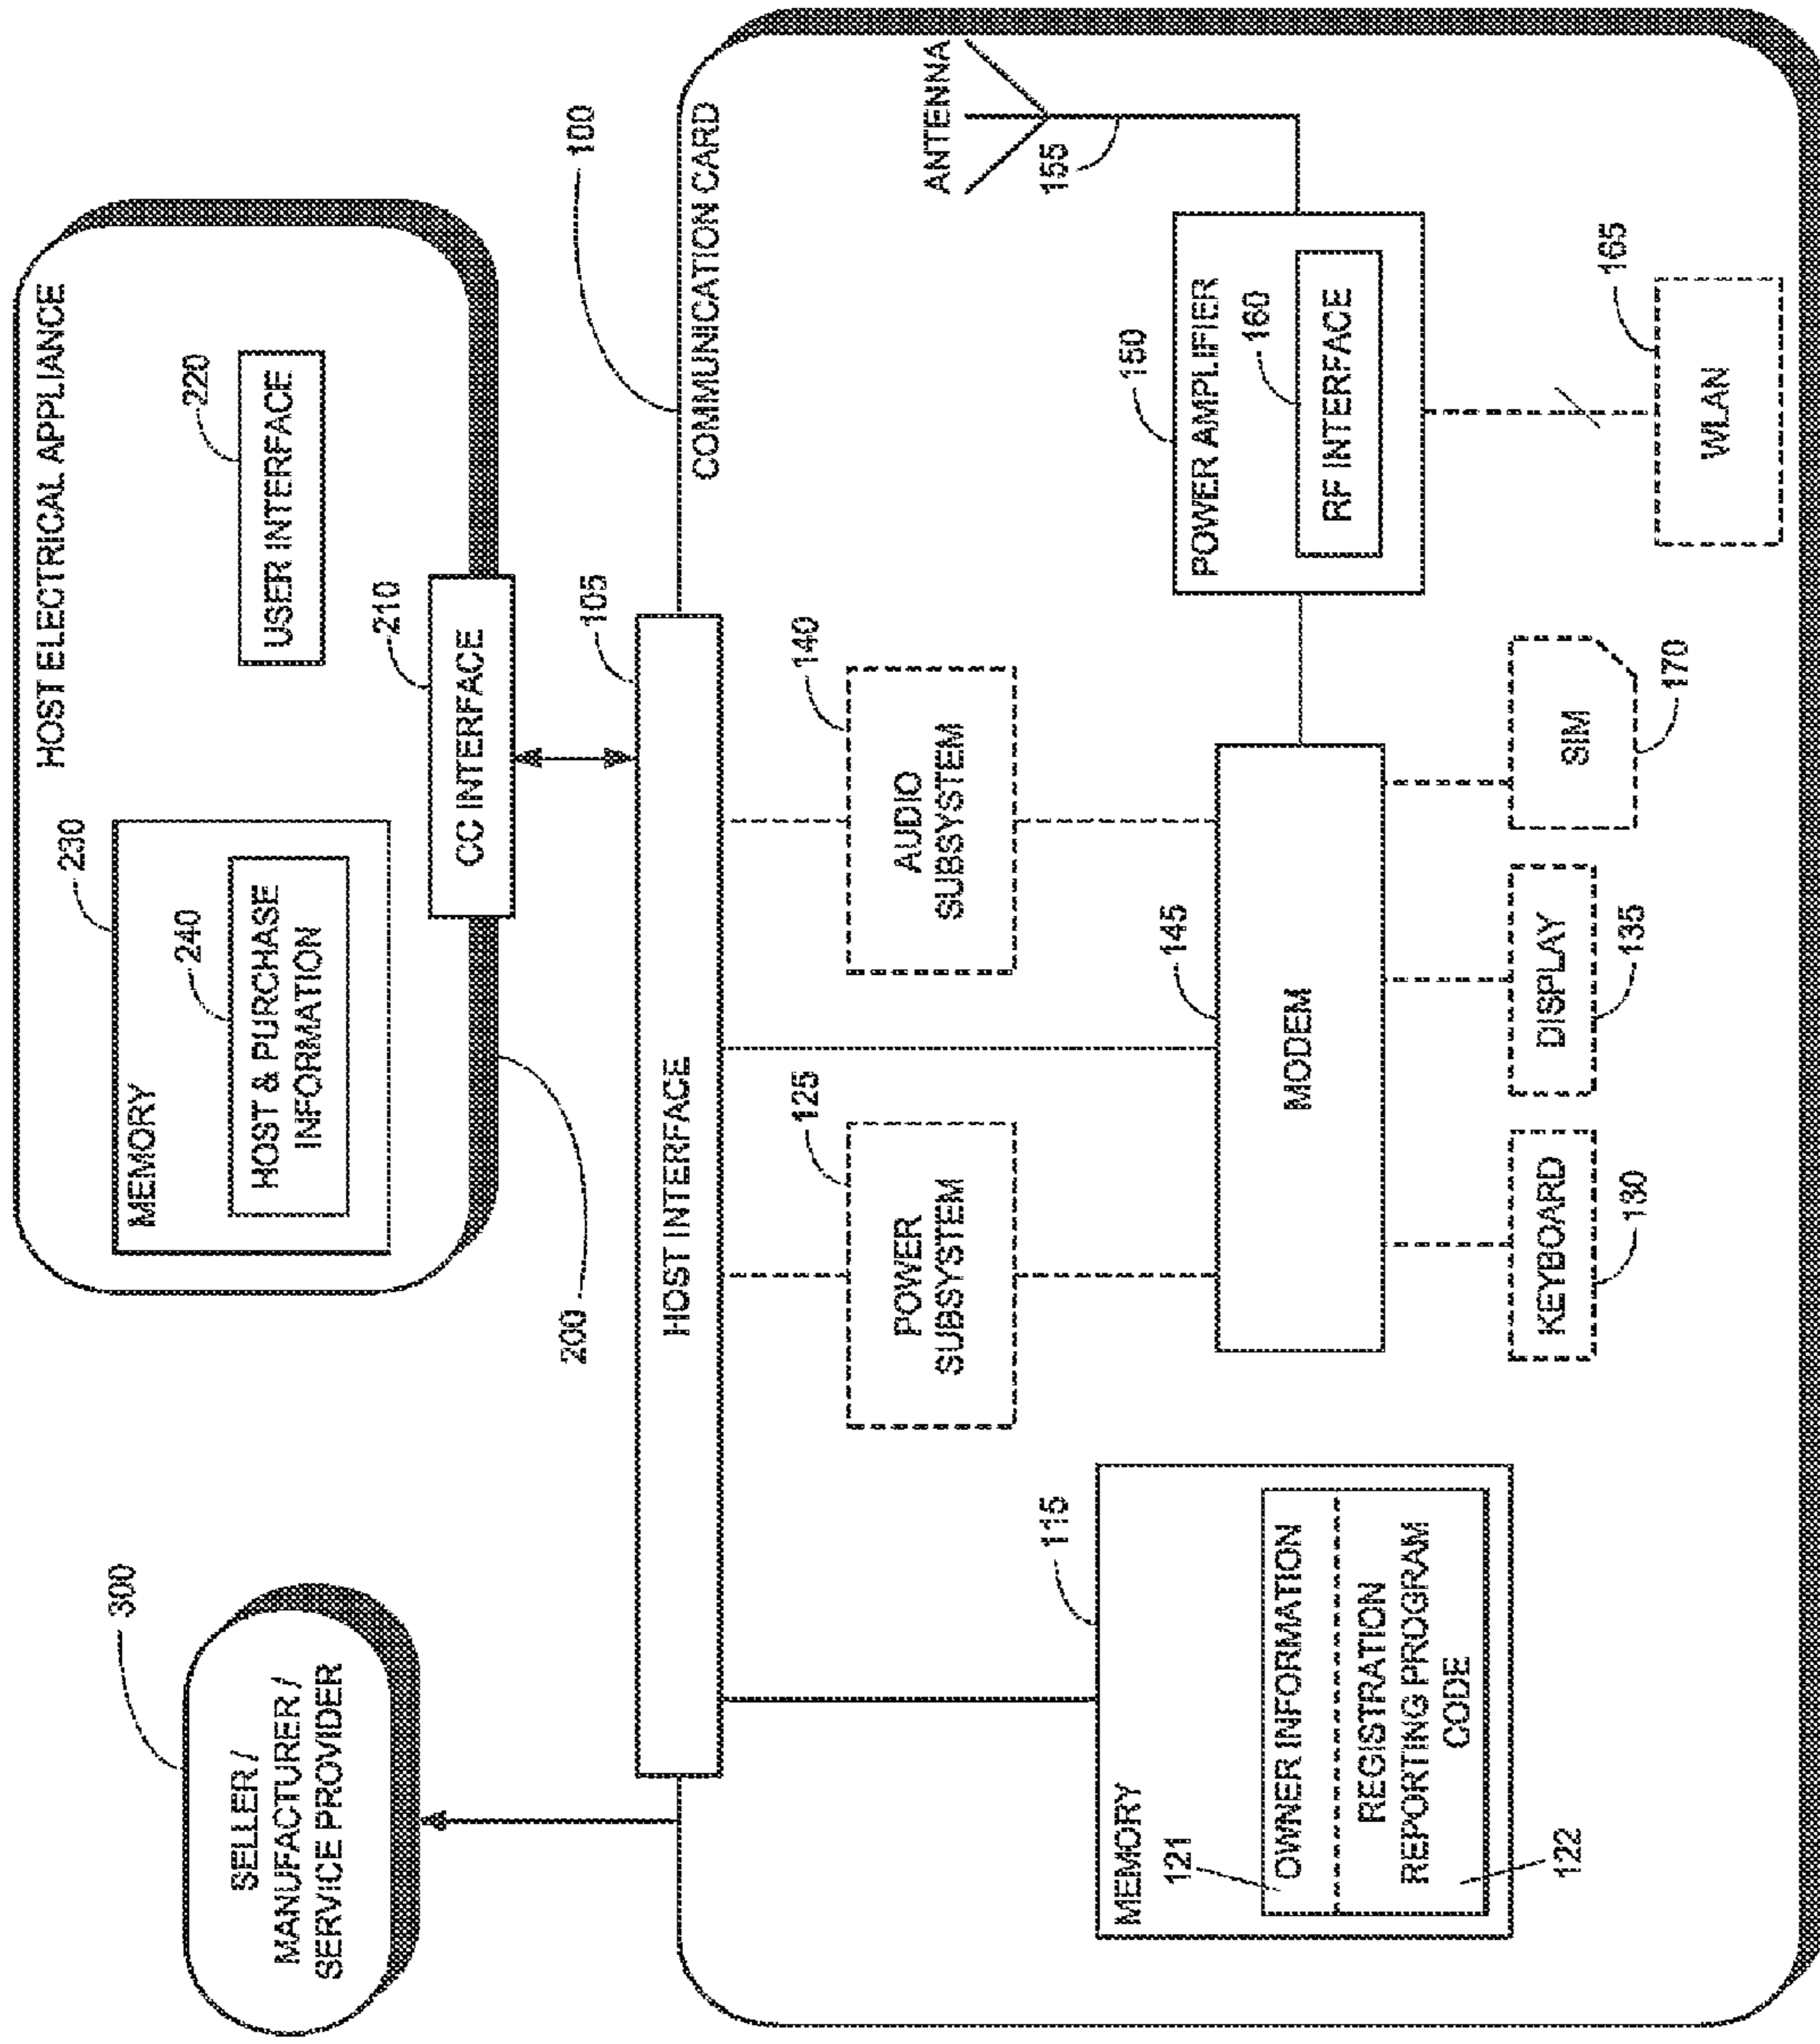 300
SELLER /
MANUFACTURER /
SERVICE PROVIDER
HOST ELECTRICAL APPLIANCE
230
MEMORY
240
HOST & PURCHASE
INFORMATION
220
USER INTERFACE
210
CC INTERFACE
200
105
HOST INTERFACE
100
COMMUNICATION CARD
125
POWER
SUBSYSTEM
140
AUDIO
SUBSYSTEM
ANTENNA
155
115
MEMORY
121
OWNER INFORMATION
REGISTRATION
REPORTING PROGRAM
CODE
122
145
MODEM
150
POWER AMPLIFIER
160
RF INTERFACE
KEYBOARD
130
DISPLAY
135
SIM
170
165
WLAN